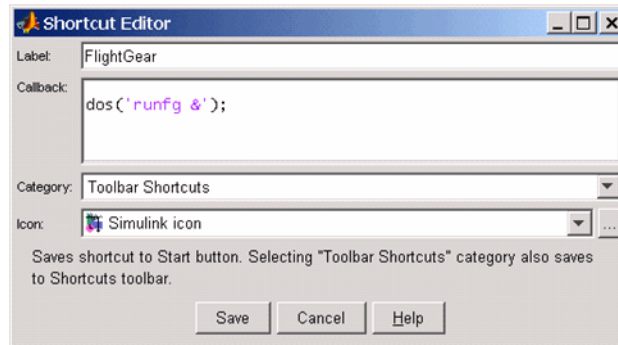 Shortcut Editor
Label: FlightGear
Callback:
dos('runfg &');
Category: Toolbar Shortcuts
Icon: Simulink icon ...
Saves shortcut to Start button. Selecting "Toolbar Shortcuts" category also saves
to Shortcuts toolbar.
Save Cancel Help